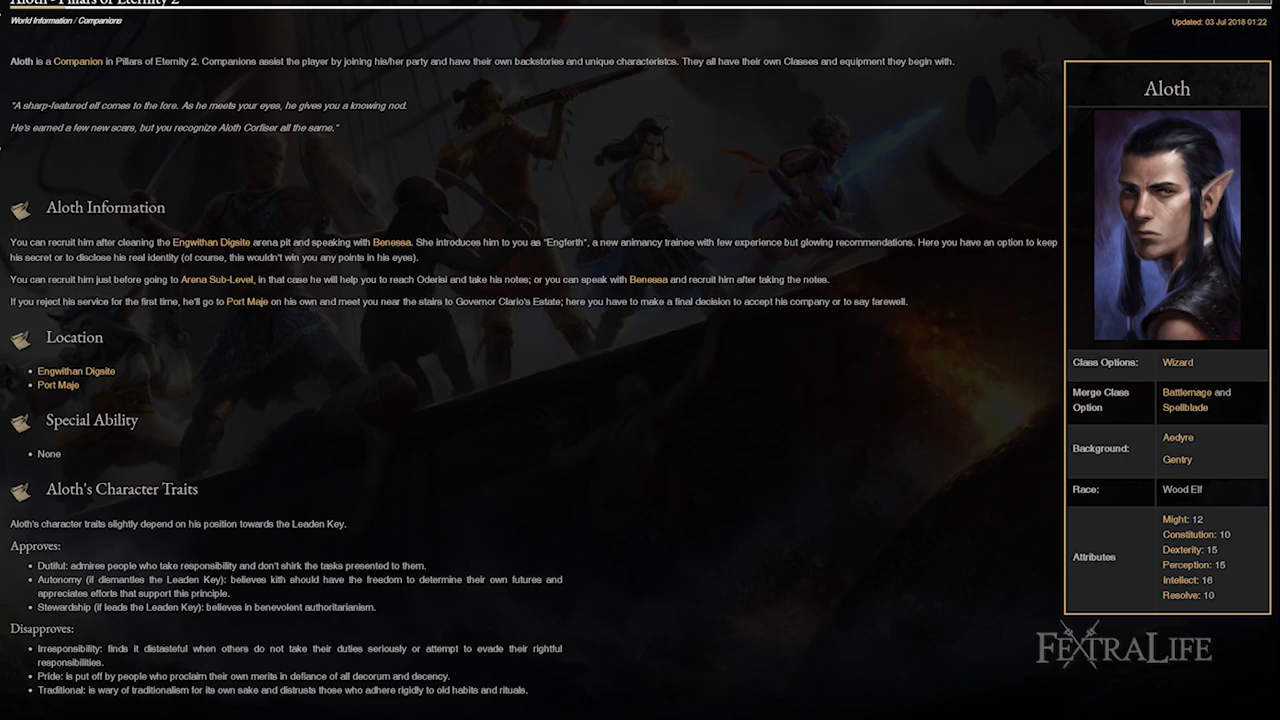 Aloth - Pillars of Eternity 2
World Information / Companions
Updated: 03 Jul 2018 01:22
Aloth is a Companion in Pillars of Eternity 2. Companions assist the player by joining his/her party and have their own backstories and unique characteristcs. They all have their own Classes and equipment they begin with.
"A sharp-featured elf comes to the fore. As he meets your eyes, he gives you a knowing nod.
He's earned a few new scars, but you recognize Aloth Corfiser all the same."
Aloth Information
You can recruit him after cleaning the Engwithan Digsite arena pit and speaking with Benessa. She introduces him to you as "Engferth", a new animancy trainee with few experience but glowing recommendations. Here you have an option to keep
his secret or to disclose his real identity (of course, this wouldn't win you any points in his eyes).
You can recruit him just before going to Arena Sub-Level, in that case he will help you to reach Oderisi and take his notes; or you can speak with Benessa and recruit him after taking the notes.
If you reject his service for the first time, he'll go to Port Maje on his own and meet you near the stairs to Governor Clario's Estate; here you have to make a final decision to accept his company or to say farewell.
Location
• Engwithan Digsite
• Port Maje
Special Ability
• None
Aloth's Character Traits
Aloth's character traits slightly depend on his position towards the Leaden Key.
Approves:
• Dutiful: admires people who take responsibility and don't shirk the tasks presented to them.
• Autonomy (if dismantles the Leaden Key): believes kith should have the freedom to determine their own futures and
appreciates efforts that support this principle.
• Stewardship (if leads the Leaden Key): believes in benevolent authoritarianism.
Disapproves:
• Irresponsibility: finds it distasteful when others do not take their duties seriously or attempt to evade their rightful
responsibilities.
• Pride: is put off by people who proclaim their own merits in defiance of all decorum and decency.
• Traditional: is wary of traditionalism for its own sake and distrusts those who adhere rigidly to old habits and rituals.
Aloth
Class Options: Wizard
Merge Class Option Battlemage and
Spellblade
Background: Aedyre
Gentry
Race: Wood Elf
Attributes
Might: 12
Constitution: 10
Dexterity: 15
Perception: 15
Intellect: 16
Resolve: 10
FEXTRALIFE